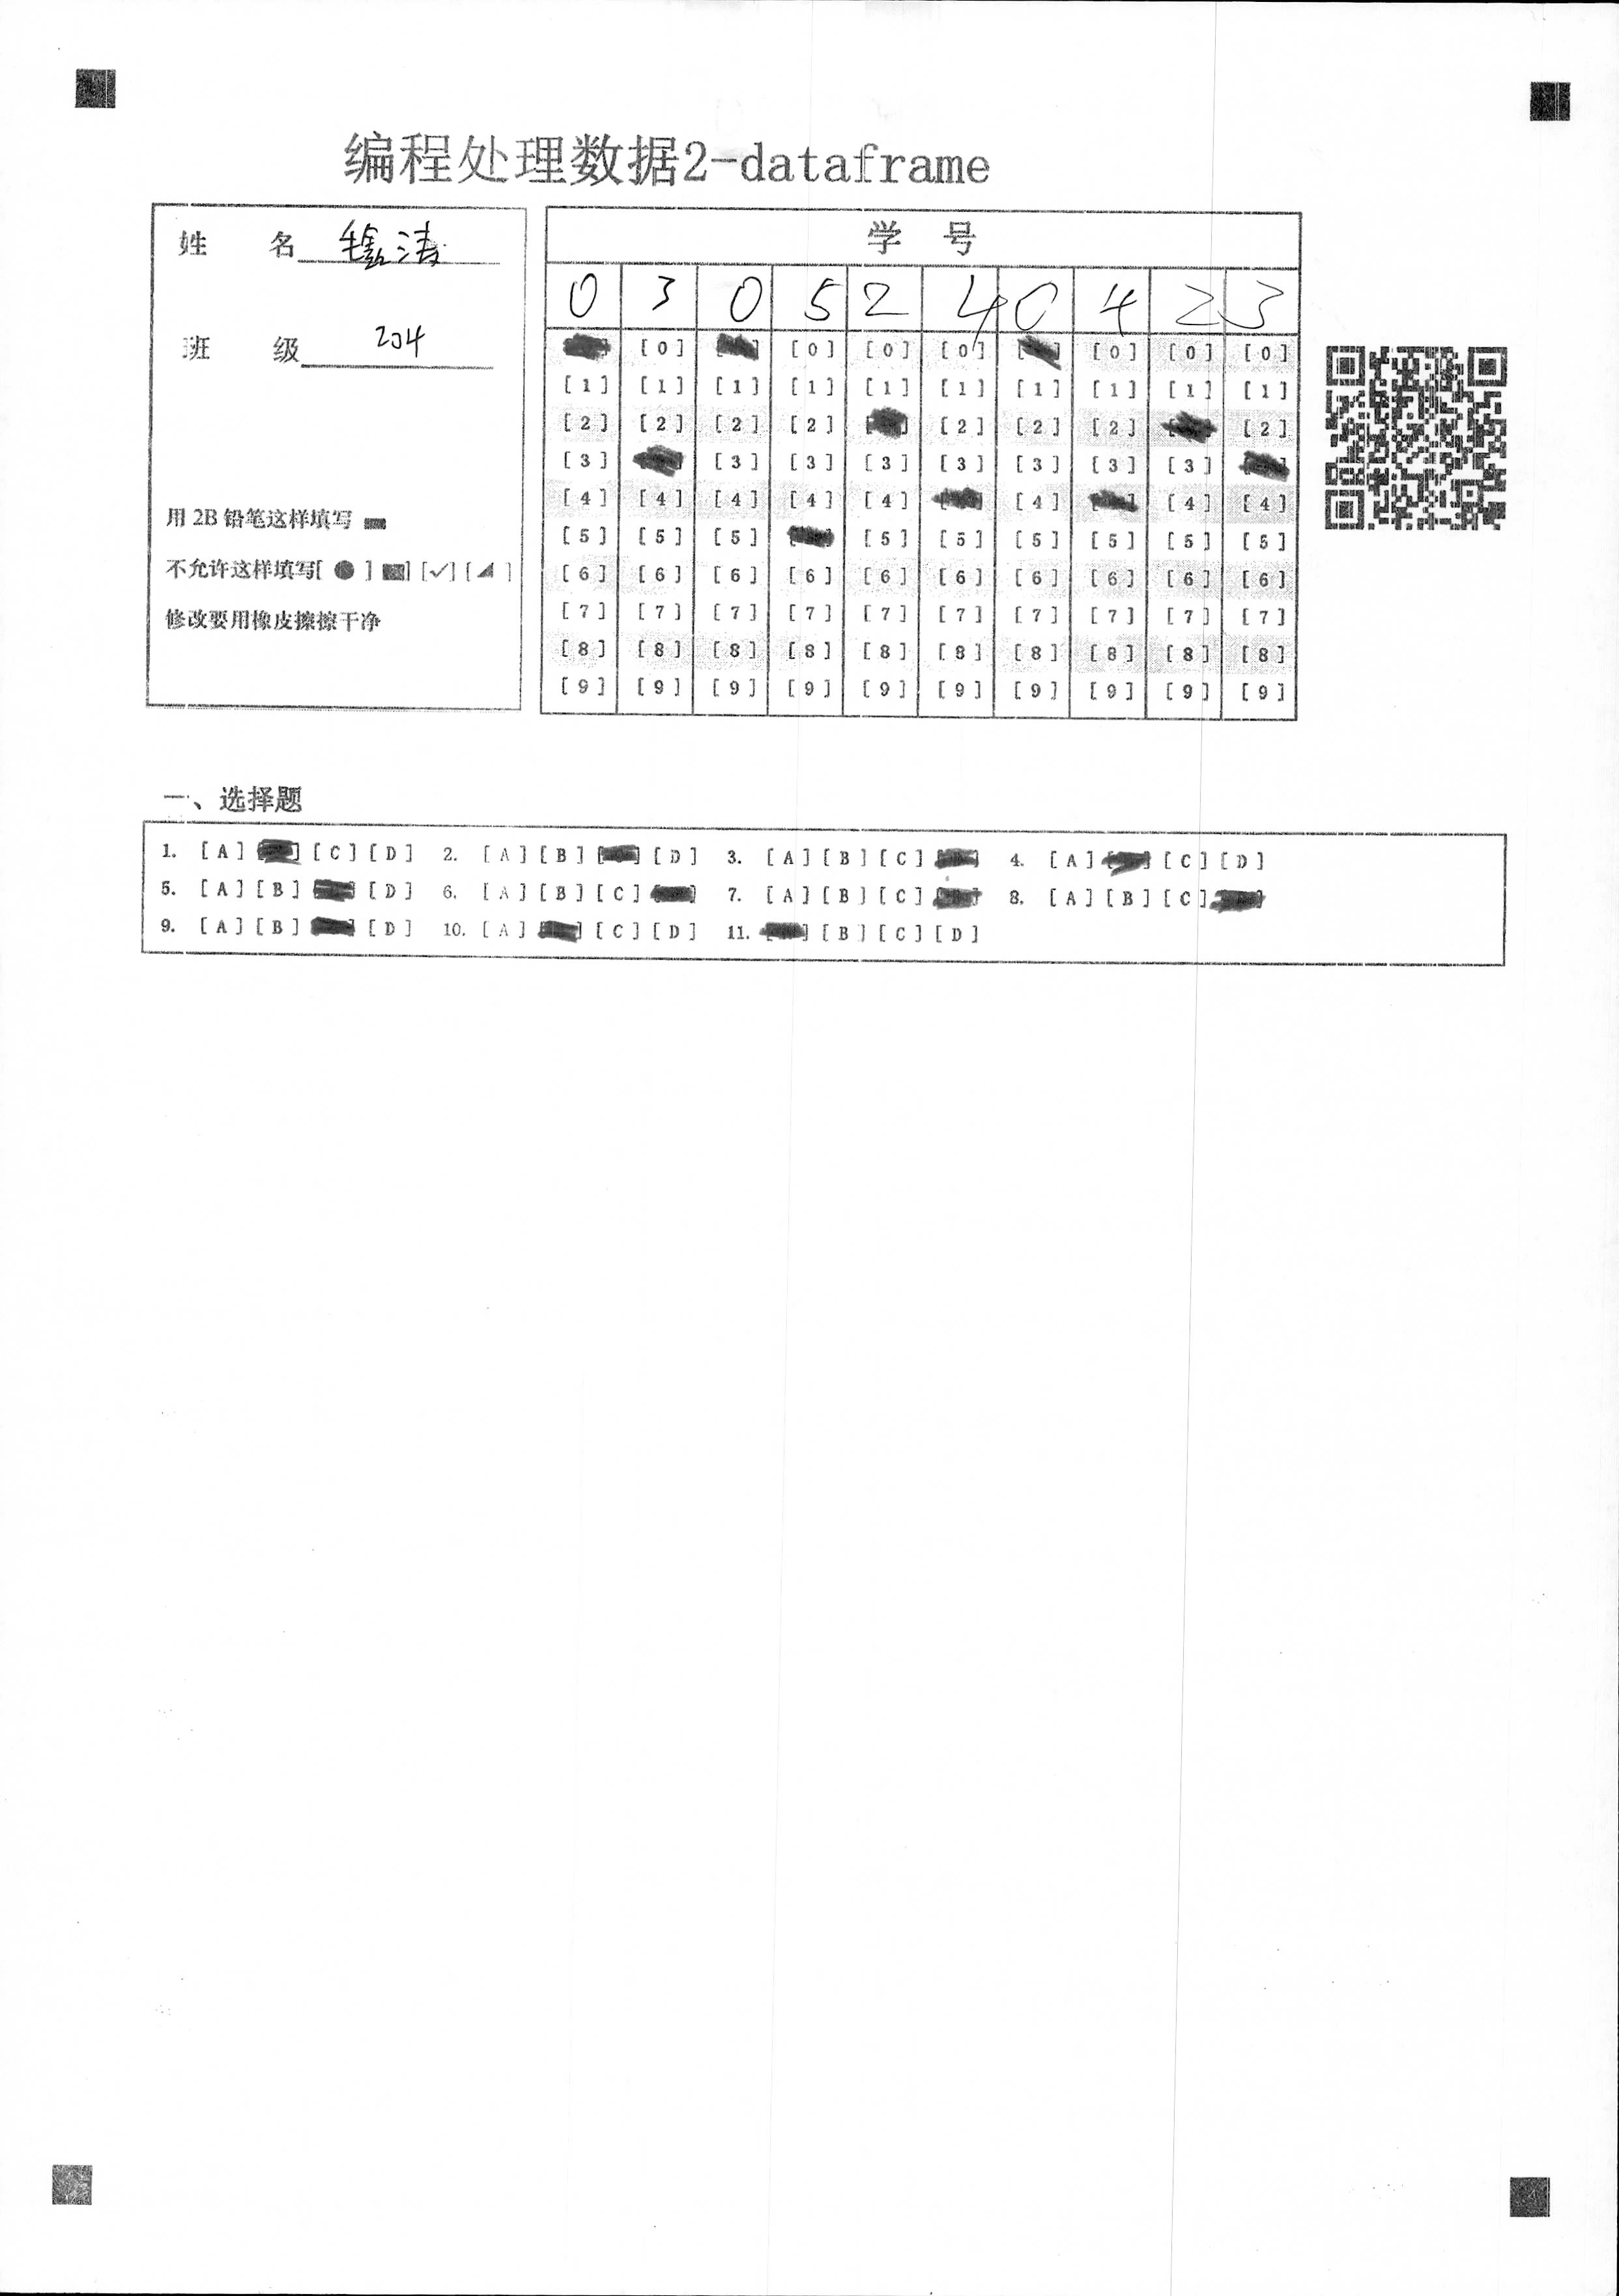 编程处理数据2-dataframe
姓 名 毛鑫涛
班 级 204
用 2B 铅笔这样填写
不允许这样填写[ ● ] [✓] [ ]
修改要用橡皮擦擦干净
学 号
0 3 0 5 2 4 0 4 2 3
[0] [0] [0] [0] [0] [0] [0]
[1] [1] [1] [1] [1] [1] [1] [1] [1] [1]
[2] [2] [2] [2] [2] [2] [2] [2]
[3] [3] [3] [3] [3] [3] [3] [3]
[4] [4] [4] [4] [4] [4] [4] [4]
[5] [5] [5] [5] [5] [5] [5] [5] [5]
[6] [6] [6] [6] [6] [6] [6] [6] [6] [6]
[7] [7] [7] [7] [7] [7] [7] [7] [7] [7]
[8] [8] [8] [8] [8] [8] [8] [8] [8] [8]
[9] [9] [9] [9] [9] [9] [9] [9] [9] [9]
一、选择题
1. [A] [C] [D] 2. [A] [B] [D] 3. [A] [B] [C] 4. [A] [C] [D]
5. [A] [B] [D] 6. [A] [B] [C] 7. [A] [B] [C] 8. [A] [B] [C]
9. [A] [B] [D] 10. [A] [C] [D] 11. [B] [C] [D]